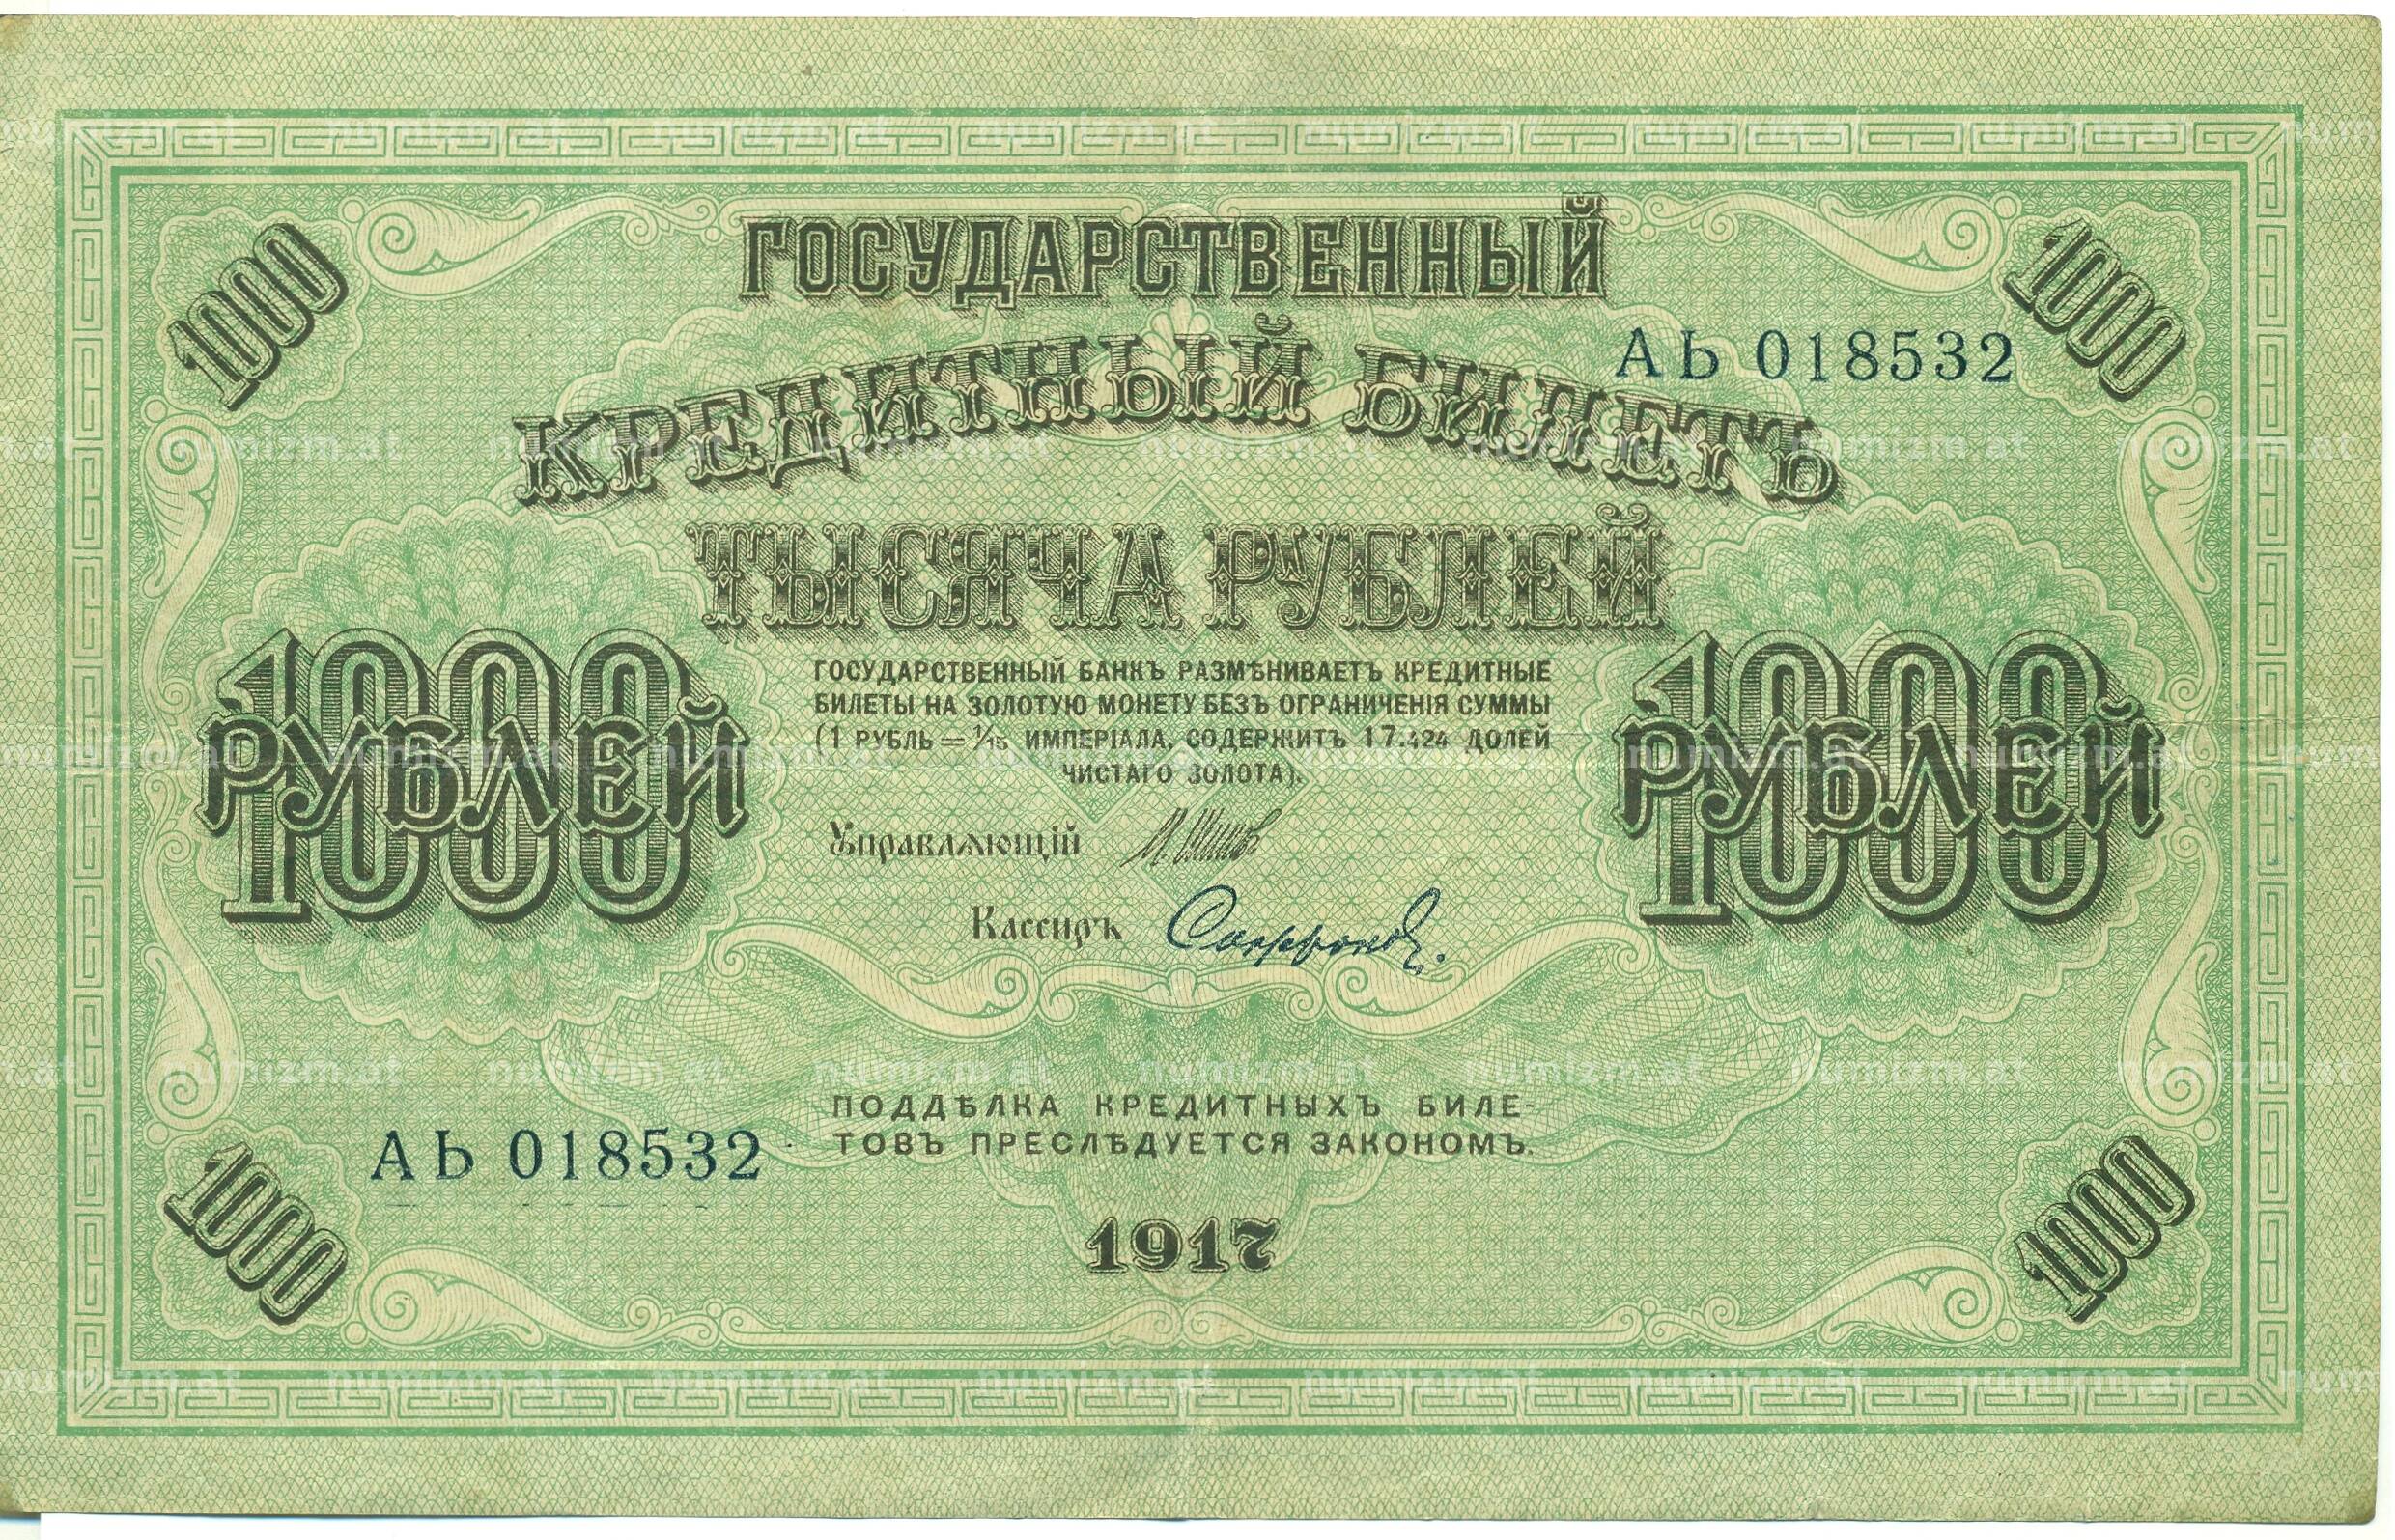 ГОСУДАРСТВЕННЫЙ
1000
1000
АЬ 018532
КРЕДИТНЫЙ БИЛЕТЪ
ТЫСЯЧА РУБЛЕЙ
1000
РУБЛЕЙ
1000
РУБЛЕЙ
ГОСУДАРСТВЕННЫЙ БАНКЪ РАЗМѢНИВАЕТЪ КРЕДИТНЫЕ
БИЛЕТЫ НА ЗОЛОТУЮ МОНЕТУ БЕЗЪ ОГРАНИЧЕНІЯ СУММЫ
(1 РУБЛЬ = 1/15 ИМПЕРІАЛА, СОДЕРЖИТЪ 17.424 ДОЛЕЙ
ЧИСТАГО ЗОЛОТА).
Управляющій
Кассиръ
ПОДДѢЛКА КРЕДИТНЫХЪ БИЛЕ-
ТОВЪ ПРЕСЛѢДУЕТСЯ ЗАКОНОМЪ.
АЬ 018532
1917
1000
1000
numizm.at